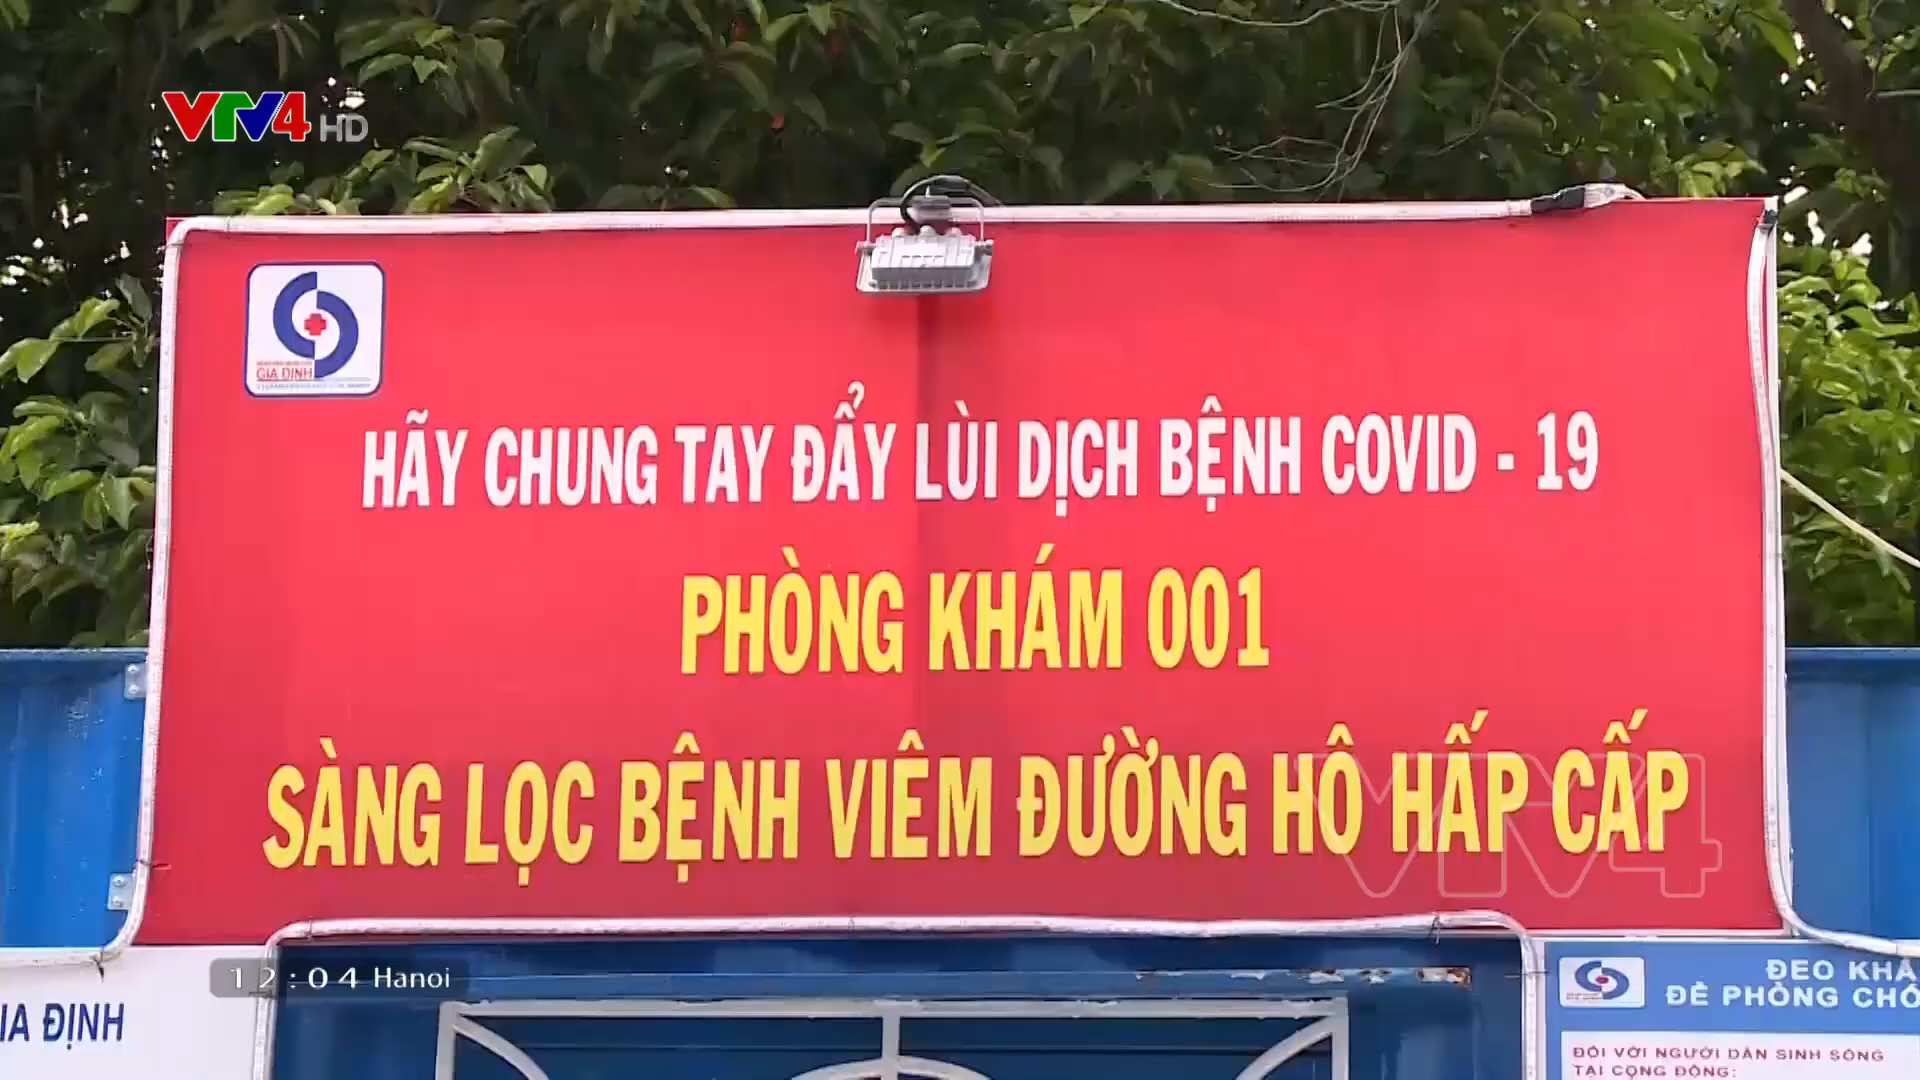 VTV4 HD
GIA ĐỊNH
HÃY CHUNG TAY ĐẨY LÙI DỊCH BỆNH COVID - 19
PHÒNG KHÁM 001
SÀNG LỌC BỆNH VIÊM ĐƯỜNG HÔ HẤP CẤP
VTV4
12:04 Hanoi
IA ĐỊNH
ĐEO KHẨ
ĐỀ PHÒNG CHỐ
ĐỐI VỚI NGƯỜI DÂN SINH SỐNG
TẠI CỘNG ĐỒNG: